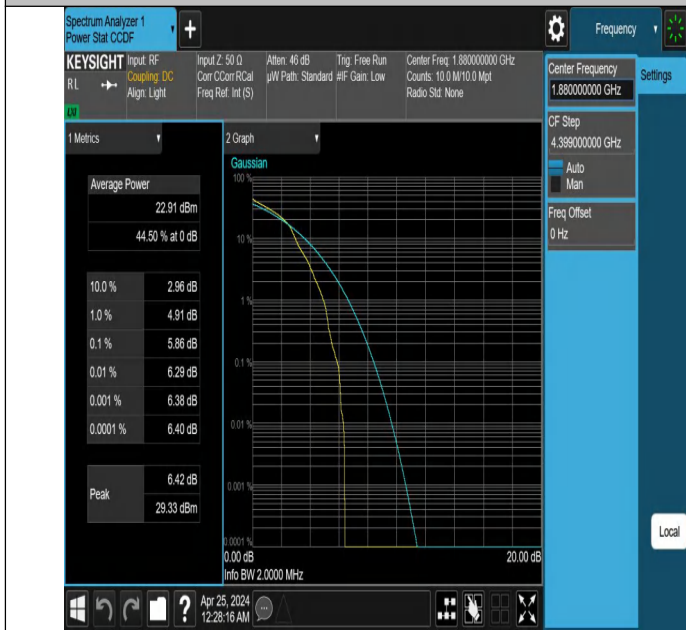 Spectrum Analyzer 1
Power Stat CCDF
+
Frequency
KEYSIGHT
RL
LXI
Input: RF
Coupling: DC
Align: Light
Input Z: 50 Ω
Corr CCorr RCal
Freq Ref: Int (S)
Atten: 46 dB
µW Path: Standard
Trig: Free Run
#IF Gain: Low
Center Freq: 1.880000000 GHz
Counts: 10.0 M/10.0 Mpt
Radio Std: None
Center Frequency
1.880000000 GHz
Settings
CF Step
4.399000000 GHz
Auto
Man
Freq Offset
0 Hz
1 Metrics
Average Power
22.91 dBm
44.50 % at 0 dB
10.0 % 2.96 dB
1.0 % 4.91 dB
0.1 % 5.86 dB
0.01 % 6.29 dB
0.001 % 6.38 dB
0.0001 % 6.40 dB
Peak
6.42 dB
29.33 dBm
2 Graph
Gaussian
100 %
10 %
1 %
0.1 %
0.01 %
0.001 %
0.0001 %
0.00 dB 20.00 dB
Info BW 2.0000 MHz
Local
?
Apr 25, 2024
12:28:16 AM